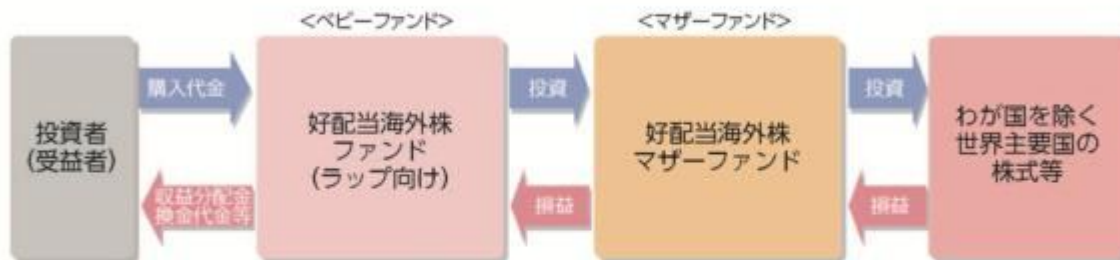 <ベビーファンド>
<マザーファンド>
投資者
(受益者)
購入代金
収益分配金
換金代金等
好配当海外株
ファンド
(ラップ向け)
投資
損益
好配当海外株
マザーファンド
投資
損益
わが国を除く
世界主要国の
株式等